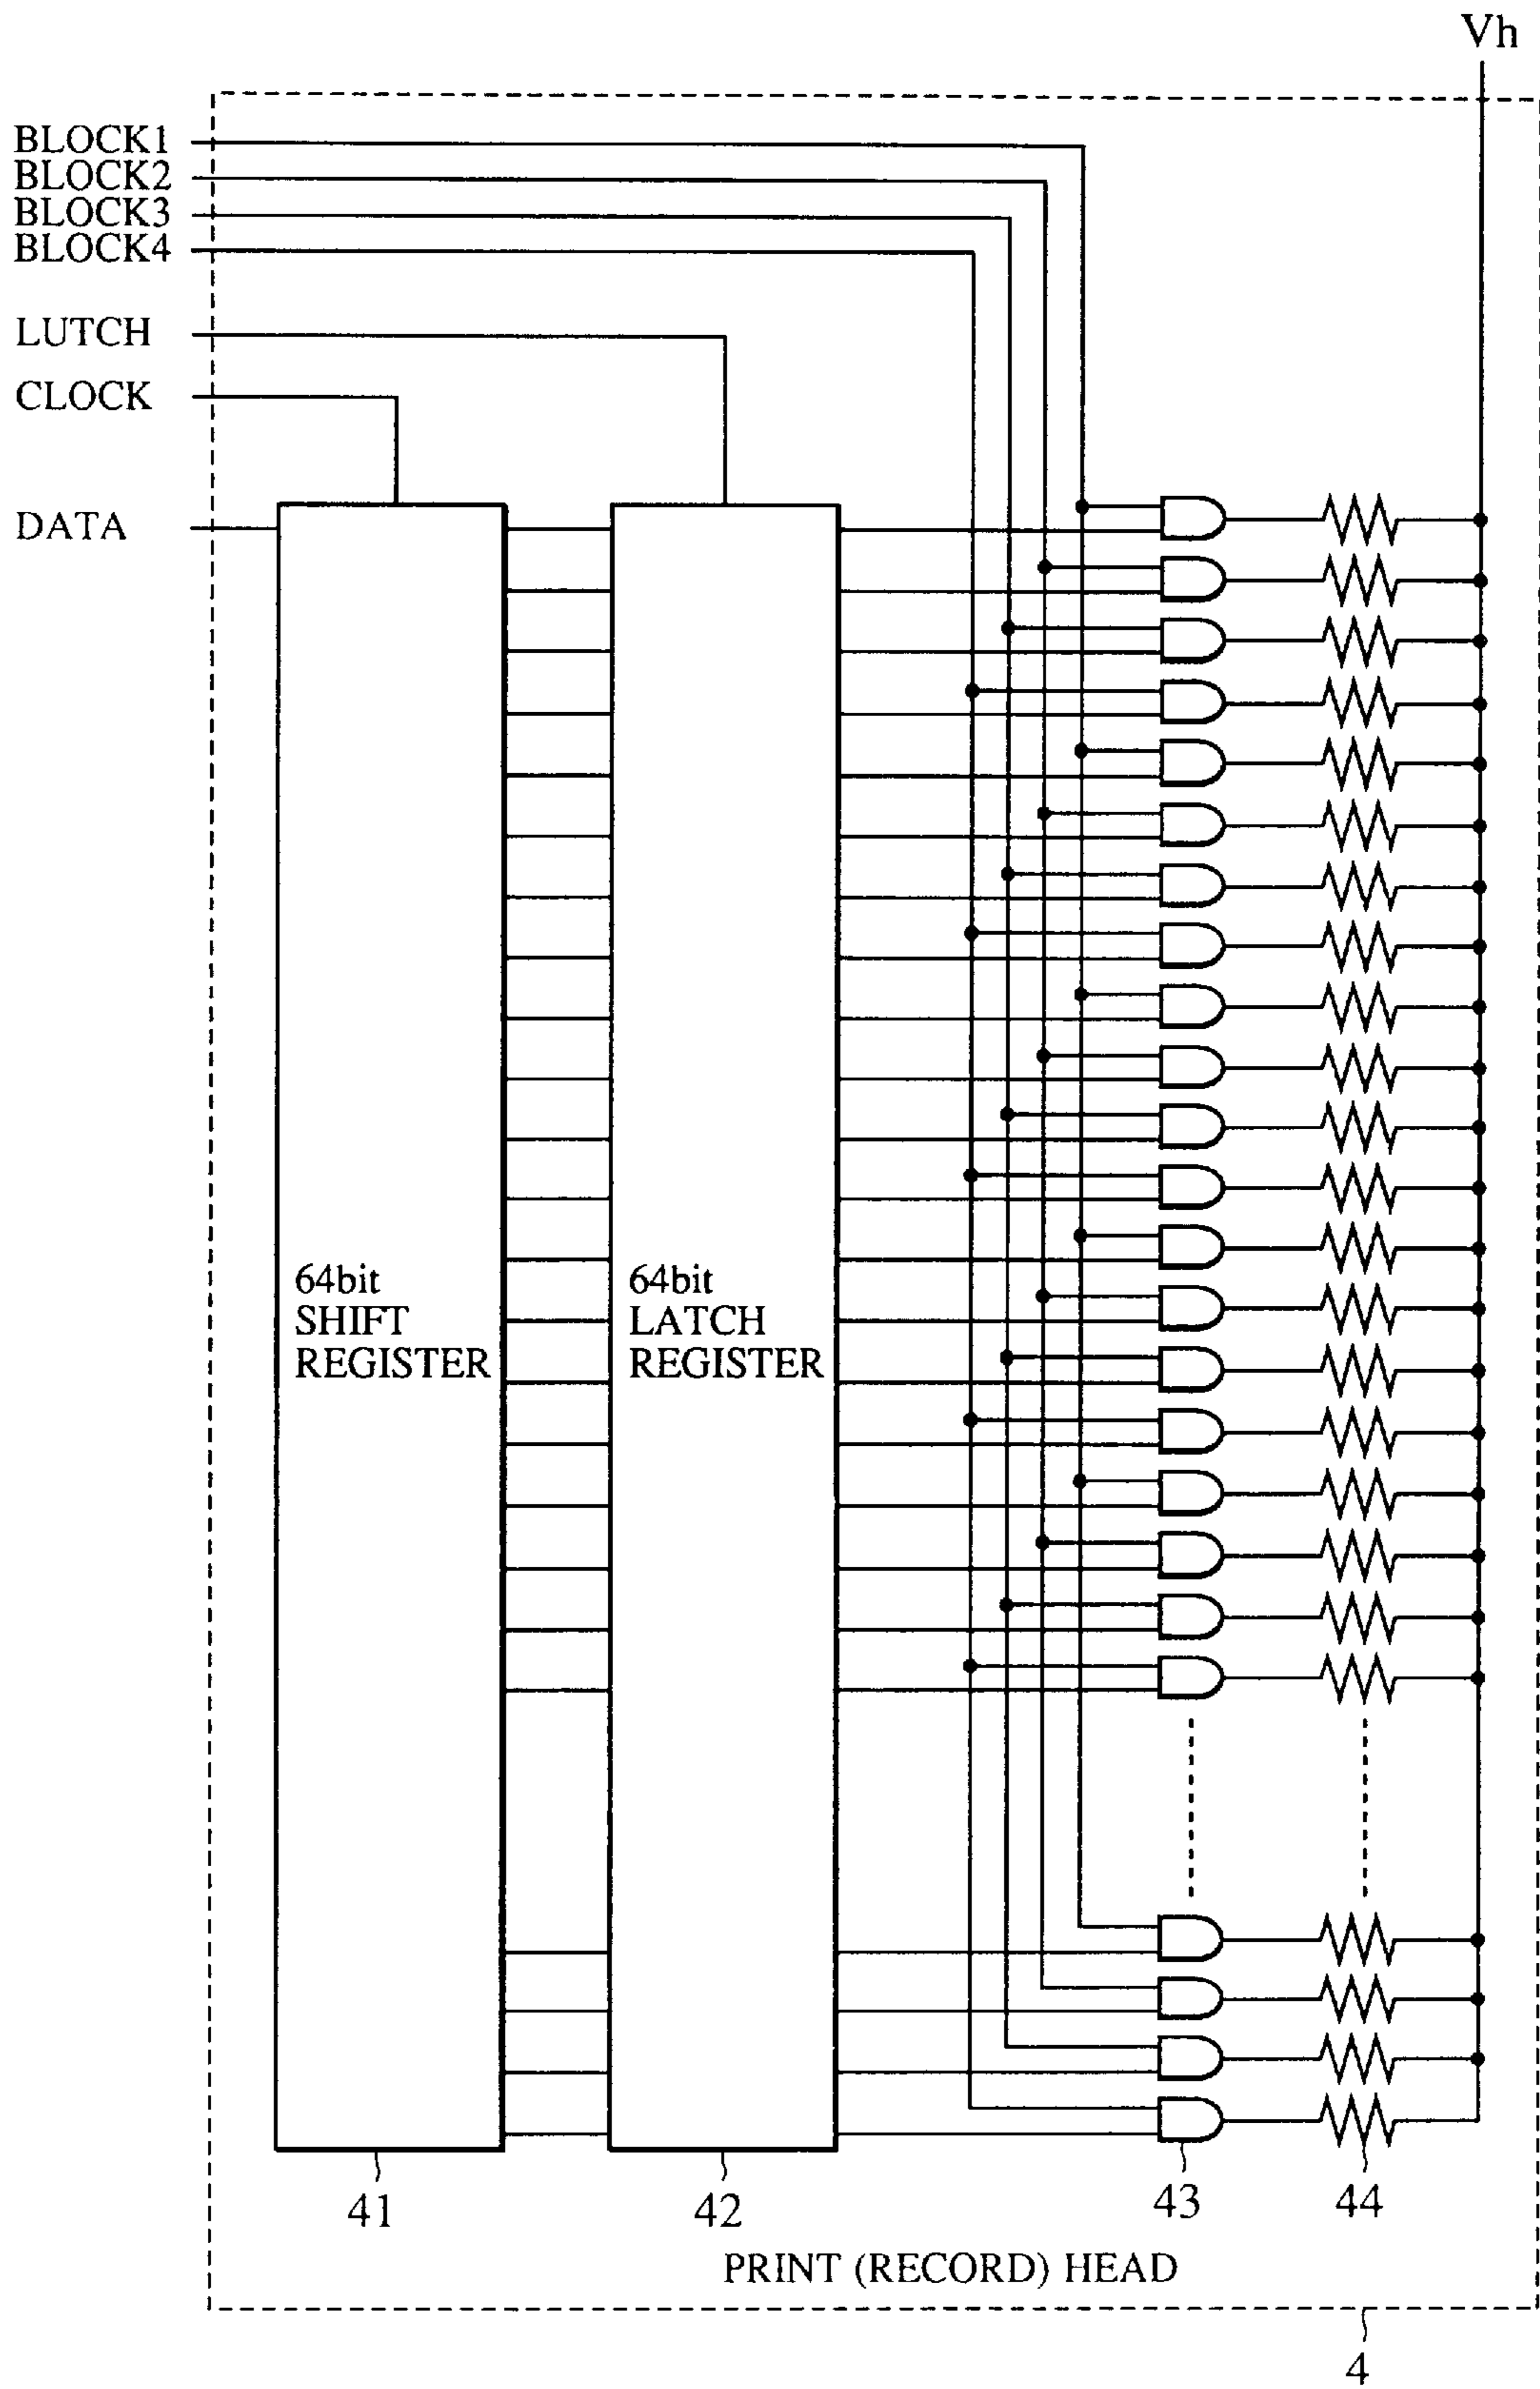 Vh
BLOCK1
BLOCK2
BLOCK3
BLOCK4
LUTCH
CLOCK
DATA
64bit
SHIFT
REGISTER
64bit
LATCH
REGISTER
41
42
43
44
PRINT (RECORD) HEAD
4